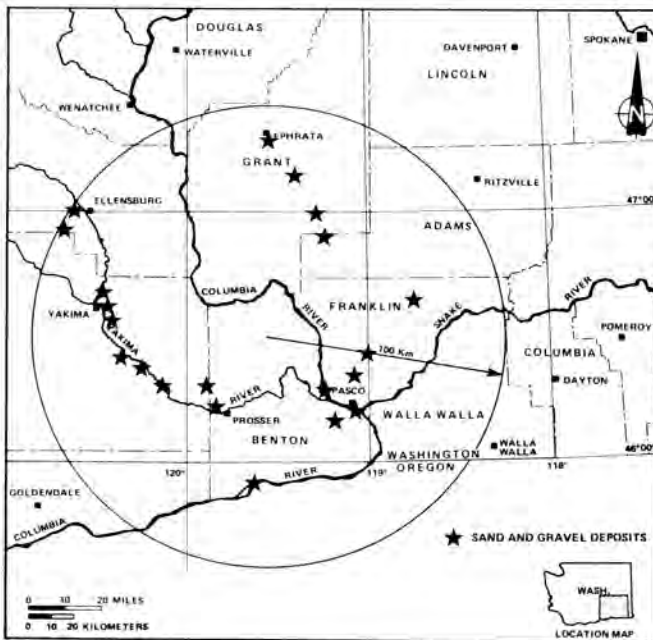 DOUGLAS
WATERVILLE
DAVENPORT
SPOKANE
LINCOLN
WENATCHEE
N
EPHRATA
GRANT
RITZVILLE
ELLENSBURG
47°00'
ADAMS
COLUMBIA
RIVER
FRANKLIN
SNAKE
RIVER
YAKIMA
YAKIMA
100 Km
POMEROY
COLUMBIA
DAYTON
RIVER
PASCO
PROSSER
WALLA WALLA
BENTON
WALLA
WALLA
WASHINGTON
OREGON
46°00'
120°
119°
118°
RIVER
GOLDENDALE
COLUMBIA
SAND AND GRAVEL DEPOSITS
0 10 20 MILES
0 10 20 KILOMETERS
WASH.
LOCATION MAP